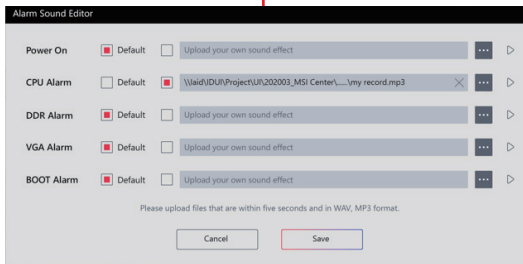 Alarm Sound Editor
Power On Default Upload your own sound effect ...
CPU Alarm Default \\laid\IDUI\Project\UI\202003_MSI Center\,.....\my record.mp3 ...
DDR Alarm Default Upload your own sound effect ...
VGA Alarm Default Upload your own sound effect ...
BOOT Alarm Default Upload your own sound effect ...
Please upload files that are within five seconds and in WAV, MP3 format.
Cancel Save